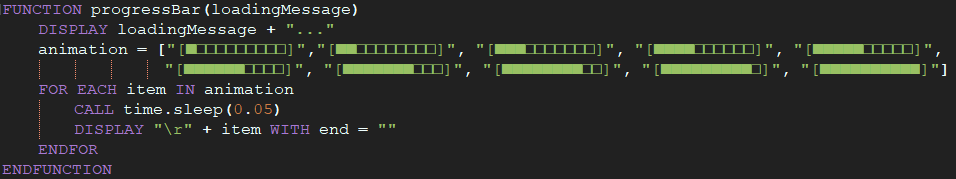 FUNCTION progressBar(loadingMessage)
DISPLAY loadingMessage + "..."
animation = ["[■□□□□□□□□□]","[■■□□□□□□□□]", "[■■■□□□□□□□]", "[■■■■□□□□□□]", "[■■■■■□□□□□]",
"[■■■■■■□□□□]", "[■■■■■■■□□□]", "[■■■■■■■■□□]", "[■■■■■■■■■□]", "[■■■■■■■■■■]"]
FOR EACH item IN animation
CALL time.sleep(0.05)
DISPLAY "\r" + item WITH end = ""
ENDFOR
ENDFUNCTION